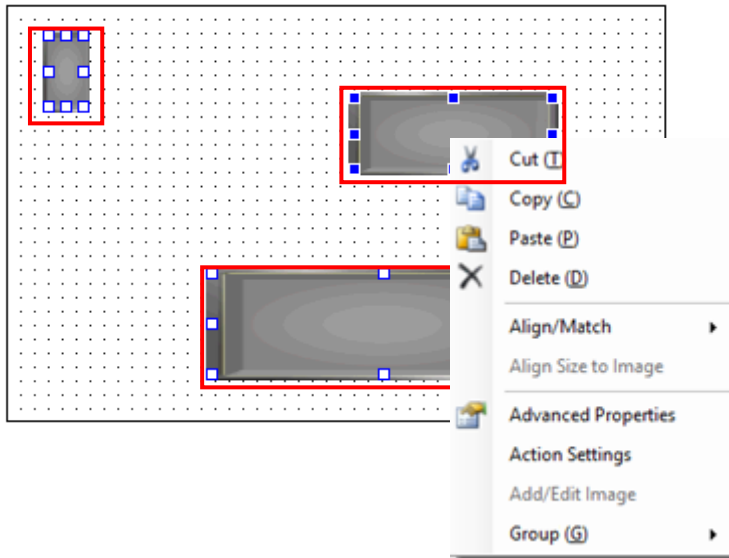 Cut (T)
Copy (C)
Paste (P)
Delete (D)
Align/Match
Align Size to Image
Advanced Properties
Action Settings
Add/Edit Image
Group (G)